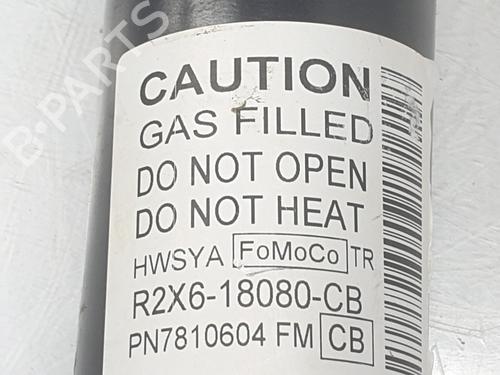 CAUTION
GAS FILLED
DO NOT OPEN
DO NOT HEAT
HWSYA FoMoCo TR
R2X6-18080-CB
PN7810604 FM CB
B-PARTS